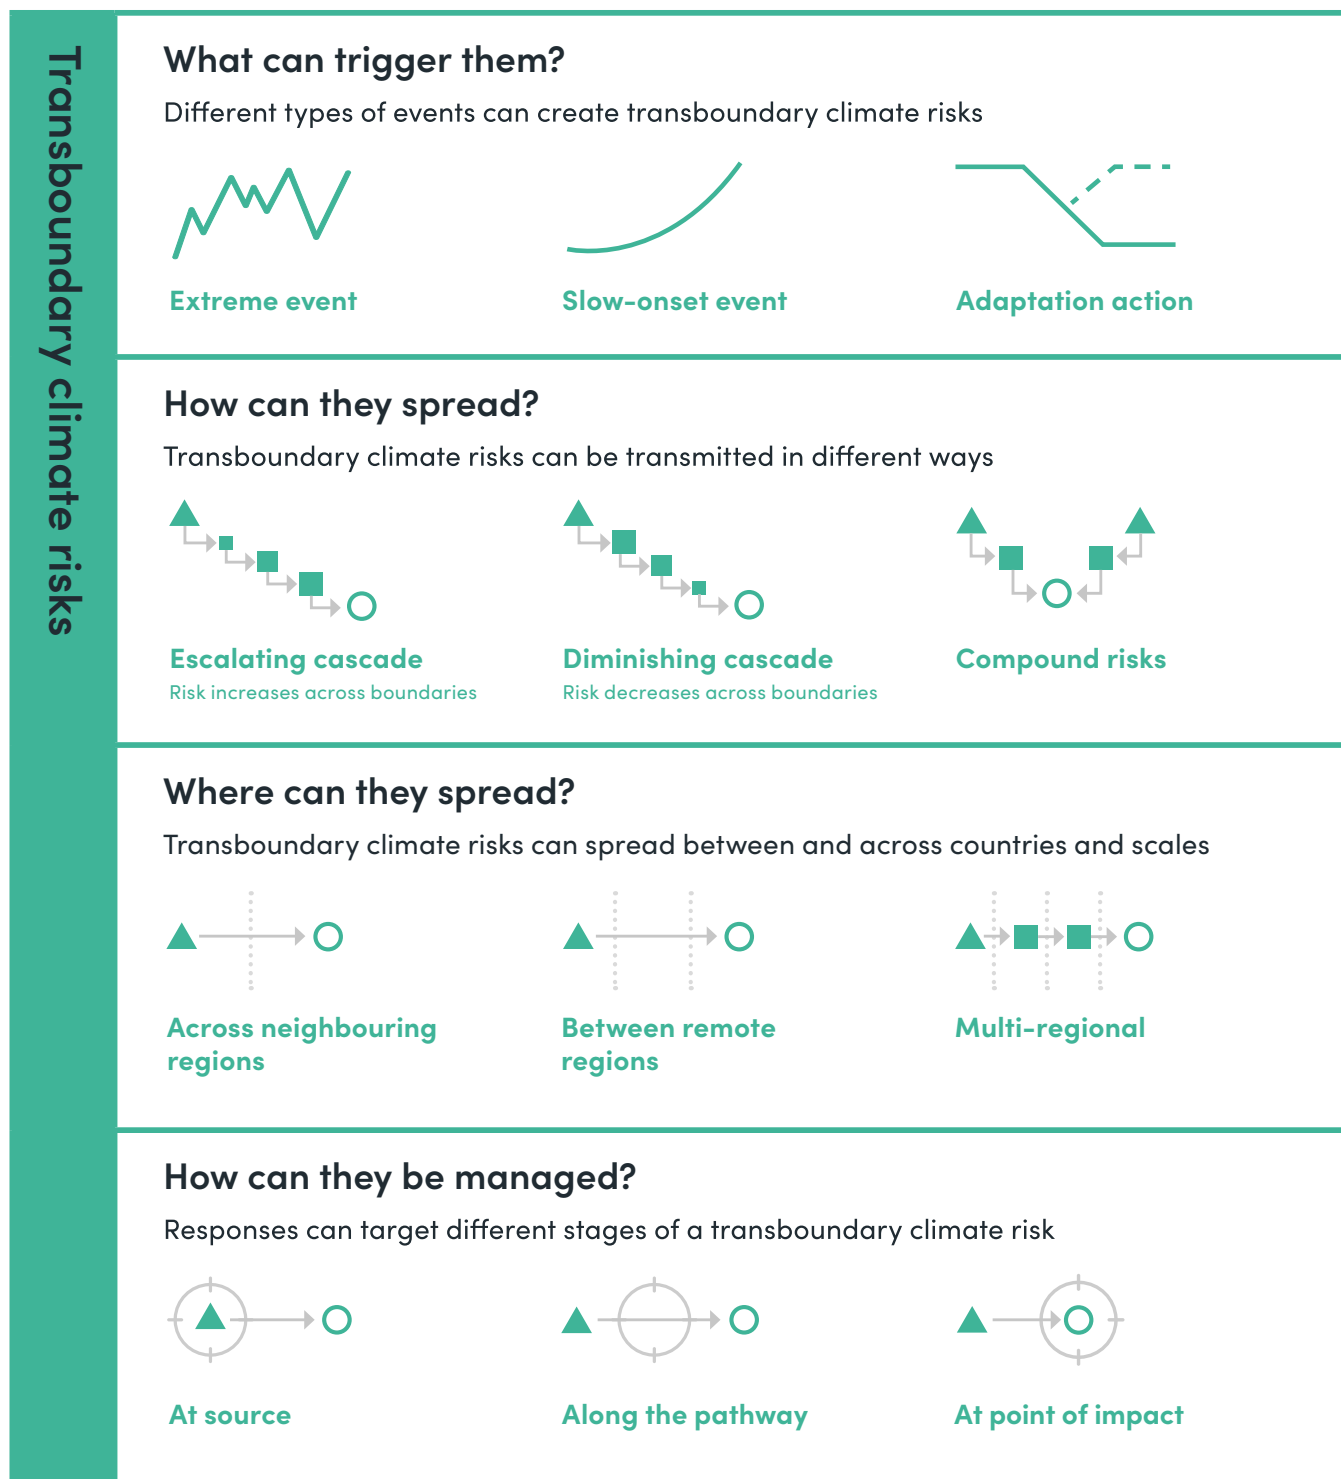 Transboundary climate risks
What can trigger them?
Different types of events can create transboundary climate risks
Extreme event
Slow-onset event
Adaptation action
How can they spread?
Transboundary climate risks can be transmitted in different ways
Escalating cascade
Risk increases across boundaries
Diminishing cascade
Risk decreases across boundaries
Compound risks
Where can they spread?
Transboundary climate risks can spread between and across countries and scales
Across neighbouring
regions
Between remote
regions
Multi-regional
How can they be managed?
Responses can target different stages of a transboundary climate risk
At source
Along the pathway
At point of impact